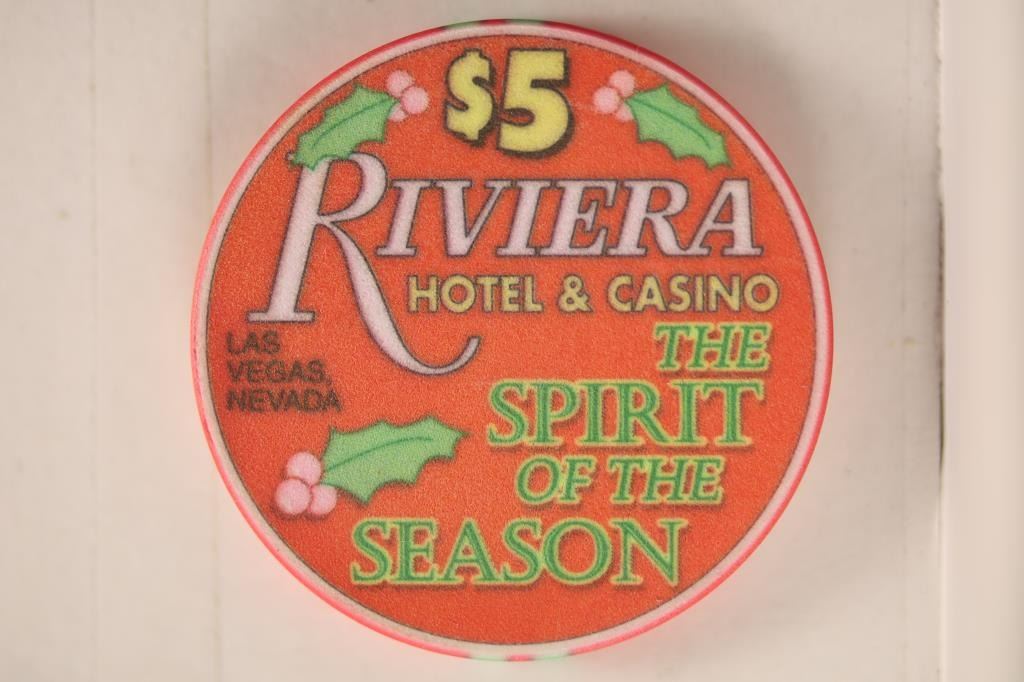 $5
RIVIERA
HOTEL & CASINO
LAS
VEGAS,
NEVADA
THE
SPIRIT
OF THE
SEASON